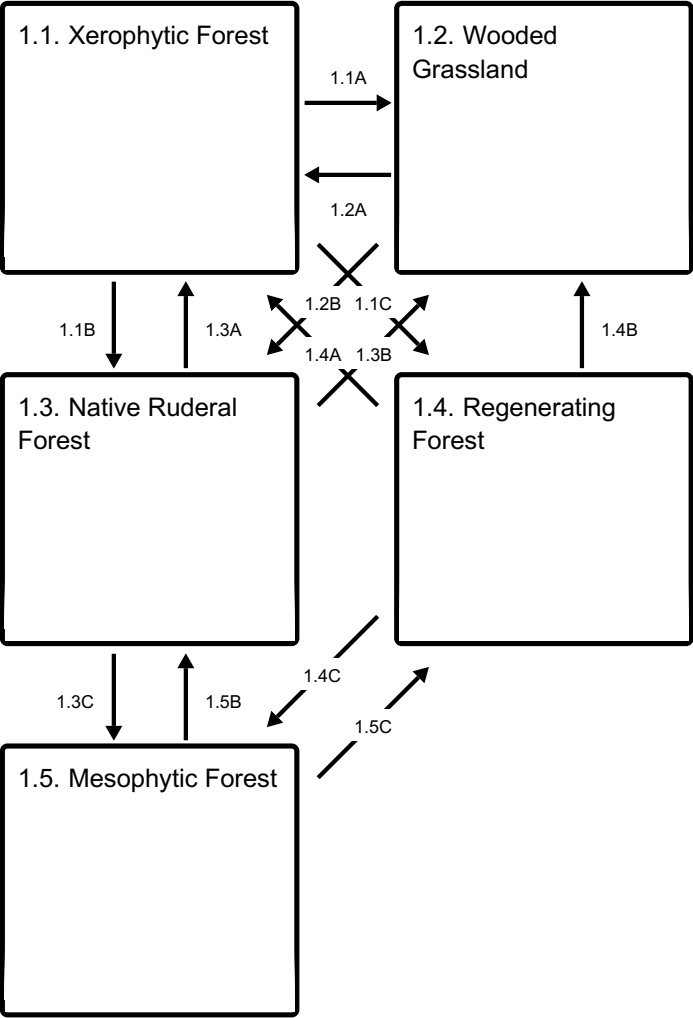 1.1. Xerophytic Forest
1.2. Wooded
Grassland
1.1A
1.2A
1.2B
1.1C
1.1B
1.3A
1.4B
1.4A
1.3B
1.3. Native Ruderal
Forest
1.4. Regenerating
Forest
1.4C
1.3C
1.5B
1.5C
1.5. Mesophytic Forest